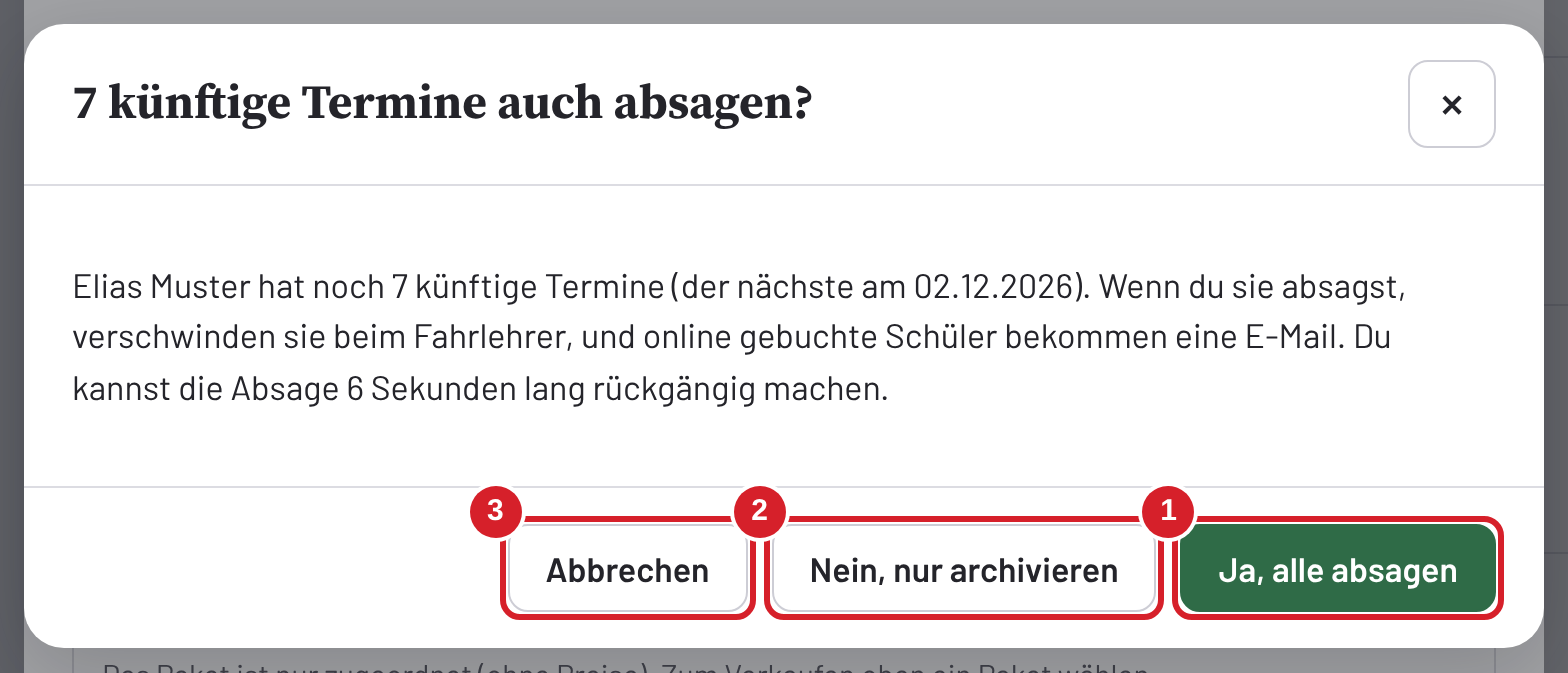 7 künftige Termine auch absagen?
×
Elias Muster hat noch 7 künftige Termine (der nächste am 02.12.2026). Wenn du sie absagst,
verschwinden sie beim Fahrlehrer, und online gebuchte Schüler bekommen eine E-Mail. Du
kannst die Absage 6 Sekunden lang rückgängig machen.
3 Abbrechen
2 Nein, nur archivieren
1 Ja, alle absagen